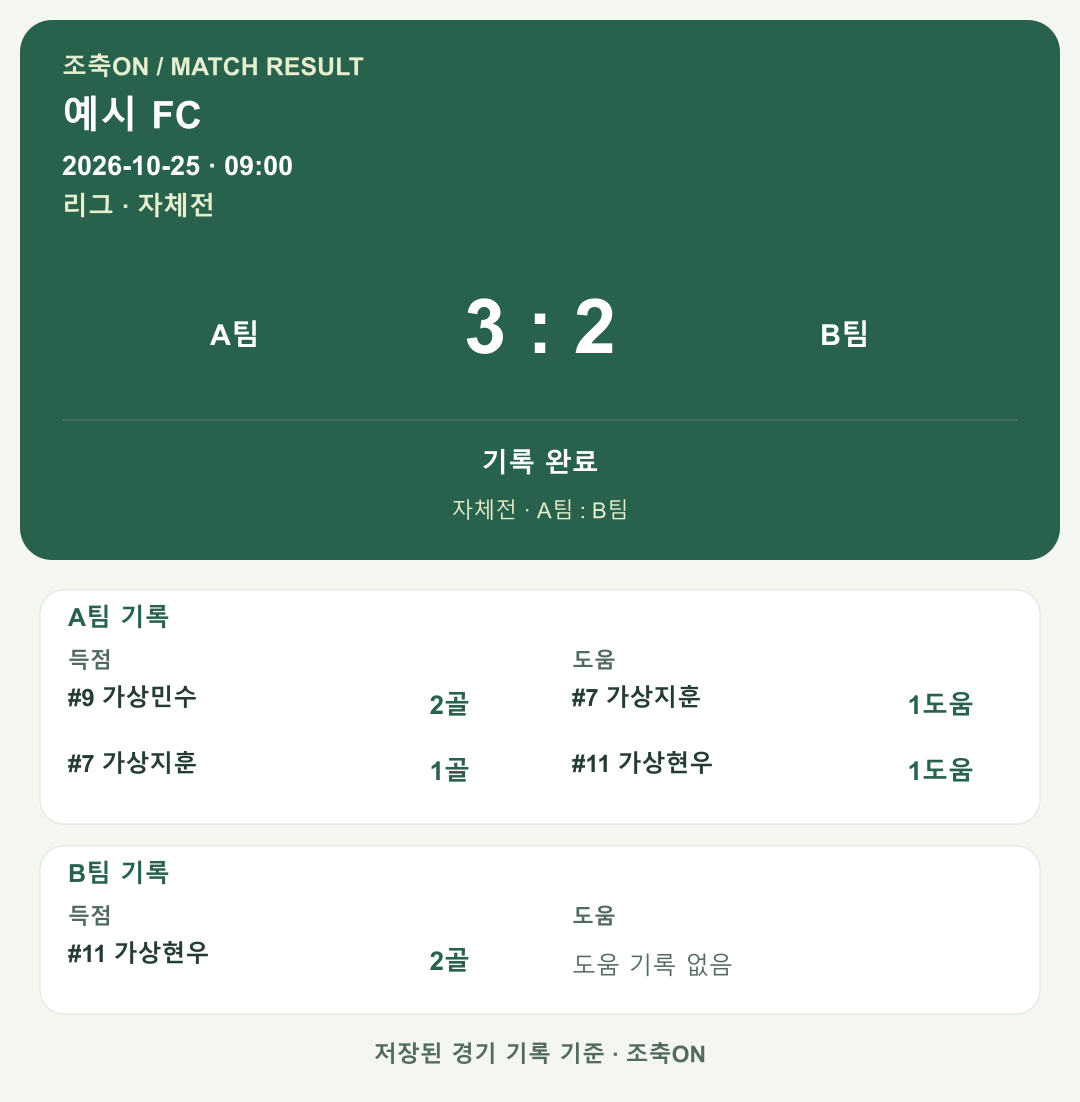 조축ON / MATCH RESULT
예시 FC
2026-10-25 · 09:00
리그 · 자체전
A팀 3 : 2 B팀
기록 완료
자체전 · A팀 : B팀
A팀 기록
득점 도움
#9 가상민수 2골 #7 가상지훈 1도움
#7 가상지훈 1골 #11 가상현우 1도움
B팀 기록
득점 도움
#11 가상현우 2골 도움 기록 없음
저장된 경기 기록 기준 · 조축ON